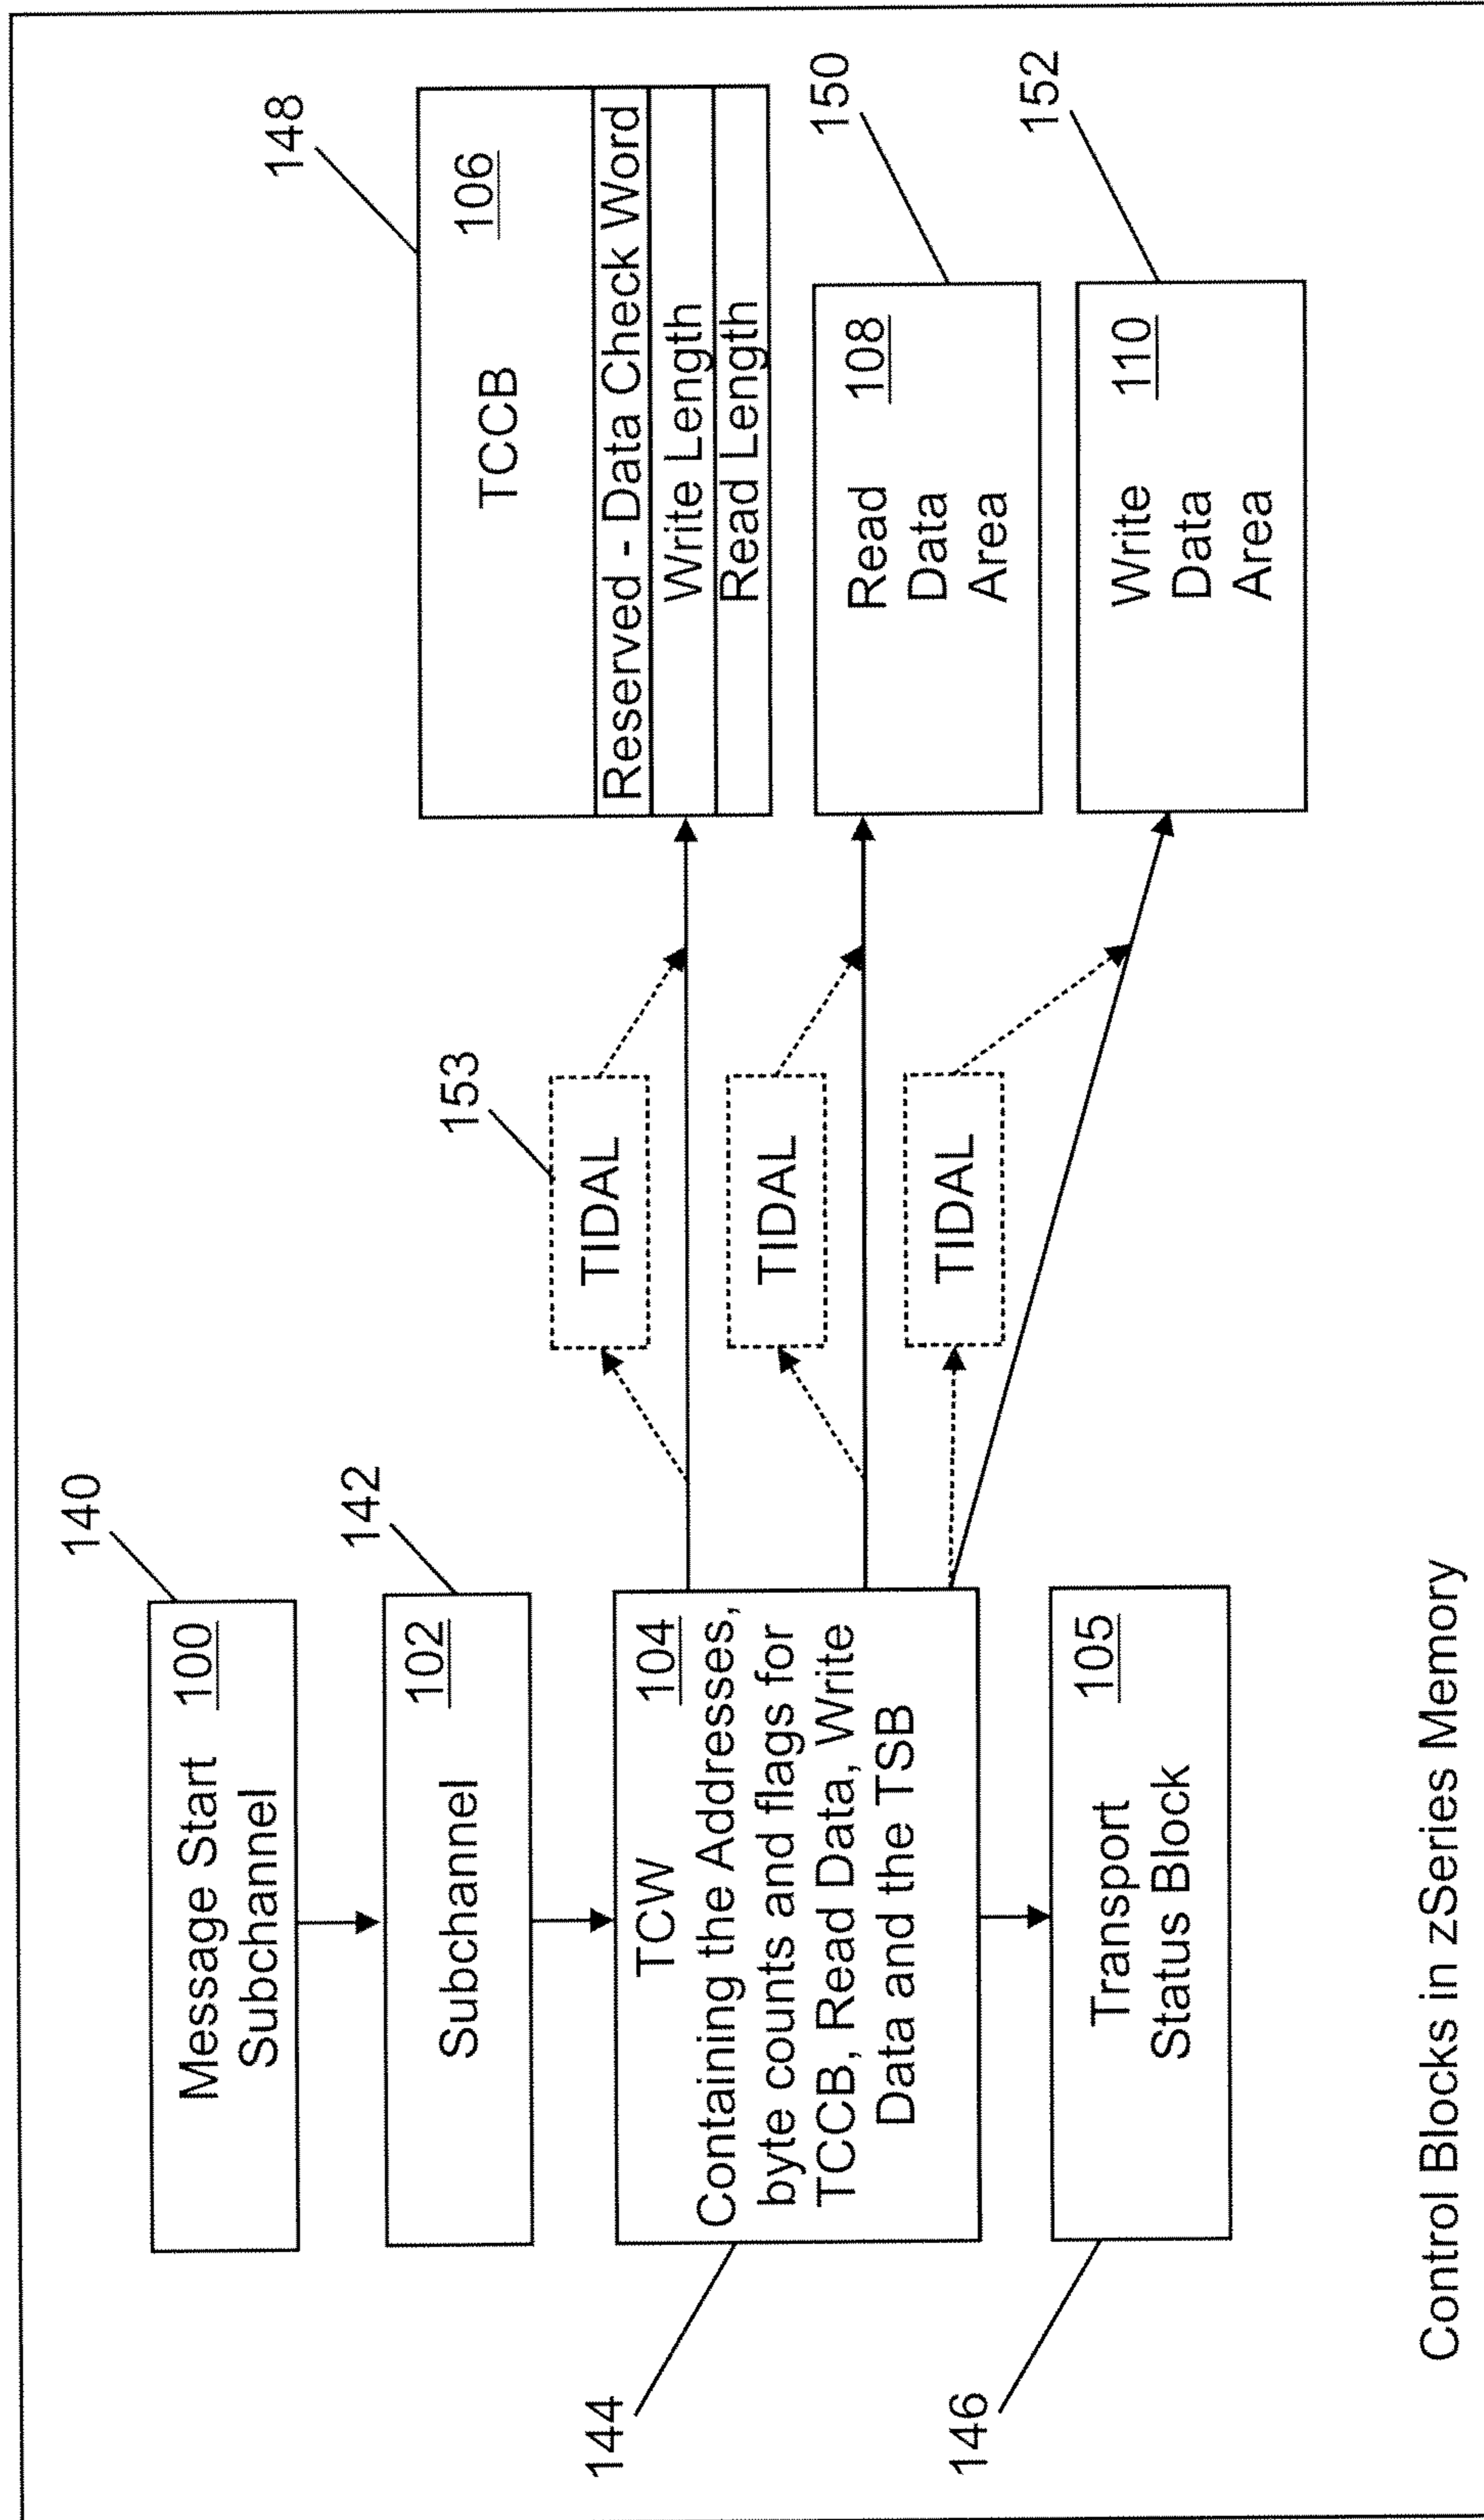 140
Message Start 100
Subchannel
142
Subchannel
102
TCW 104
Containing the Addresses,
byte counts and flags for
TCCB, Read Data, Write
Data and the TSB
144
Transport 105
Status Block
146
153
TIDAL
TIDAL
TIDAL
148
TCCB 106
Reserved - Data Check Word
Write Length
Read Length
150
Read 108
Data
Area
152
Write 110
Data
Area
Control Blocks in zSeries Memory